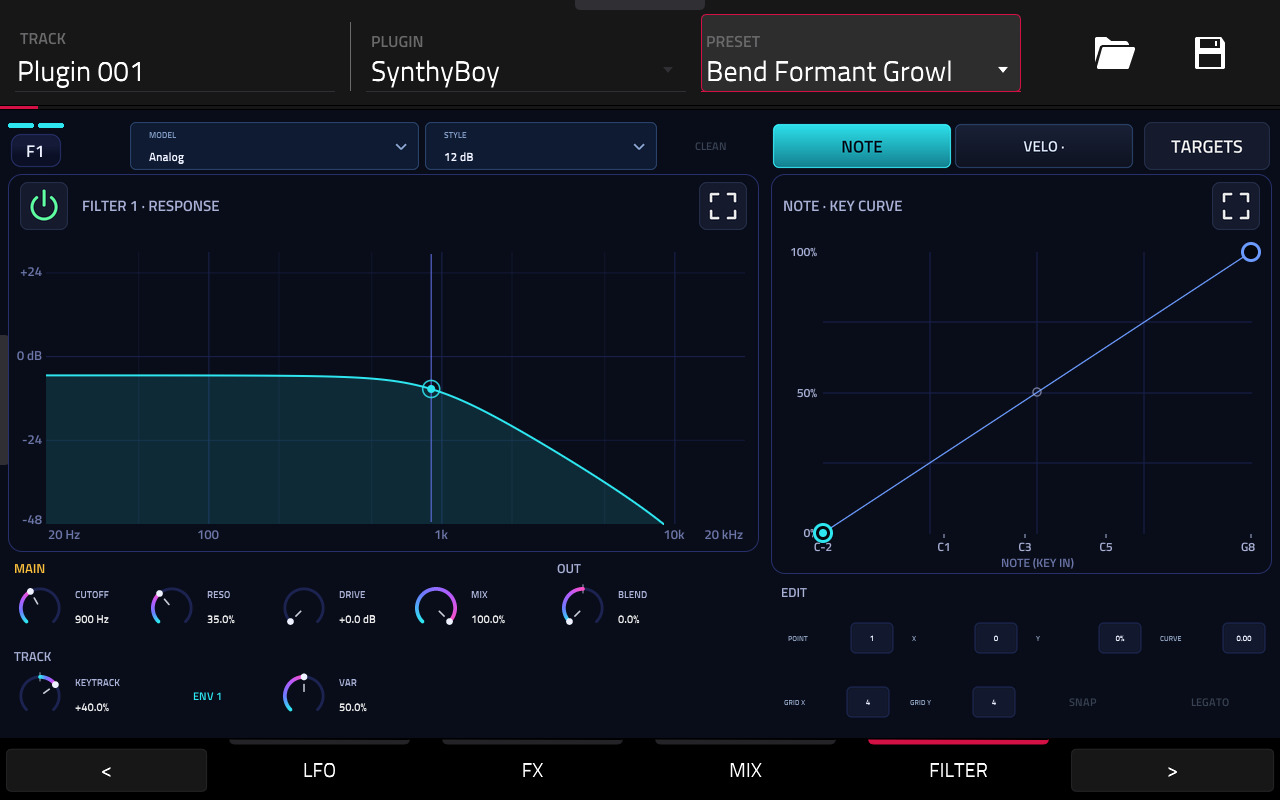 TRACK
Plugin 001
PLUGIN
SynthyBoy
PRESET
Bend Formant Growl
F1
MODEL
Analog
STYLE
12 dB
CLEAN
NOTE
VELO ·
TARGETS
FILTER 1 · RESPONSE
+24
0 dB
-24
-48
20 Hz
100
1k
10k
20 kHz
NOTE · KEY CURVE
100%
50%
0%
C-2
C1
C3
C5
G8
NOTE (KEY IN)
MAIN
OUT
CUTOFF
900 Hz
RESO
35.0%
DRIVE
+0.0 dB
MIX
100.0%
BLEND
0.0%
TRACK
KEYTRACK
+40.0%
ENV 1
VAR
50.0%
EDIT
POINT
1
X
0
Y
0%
CURVE
0.00
GRID X
4
GRID Y
4
SNAP
LEGATO
<
LFO
FX
MIX
FILTER
>